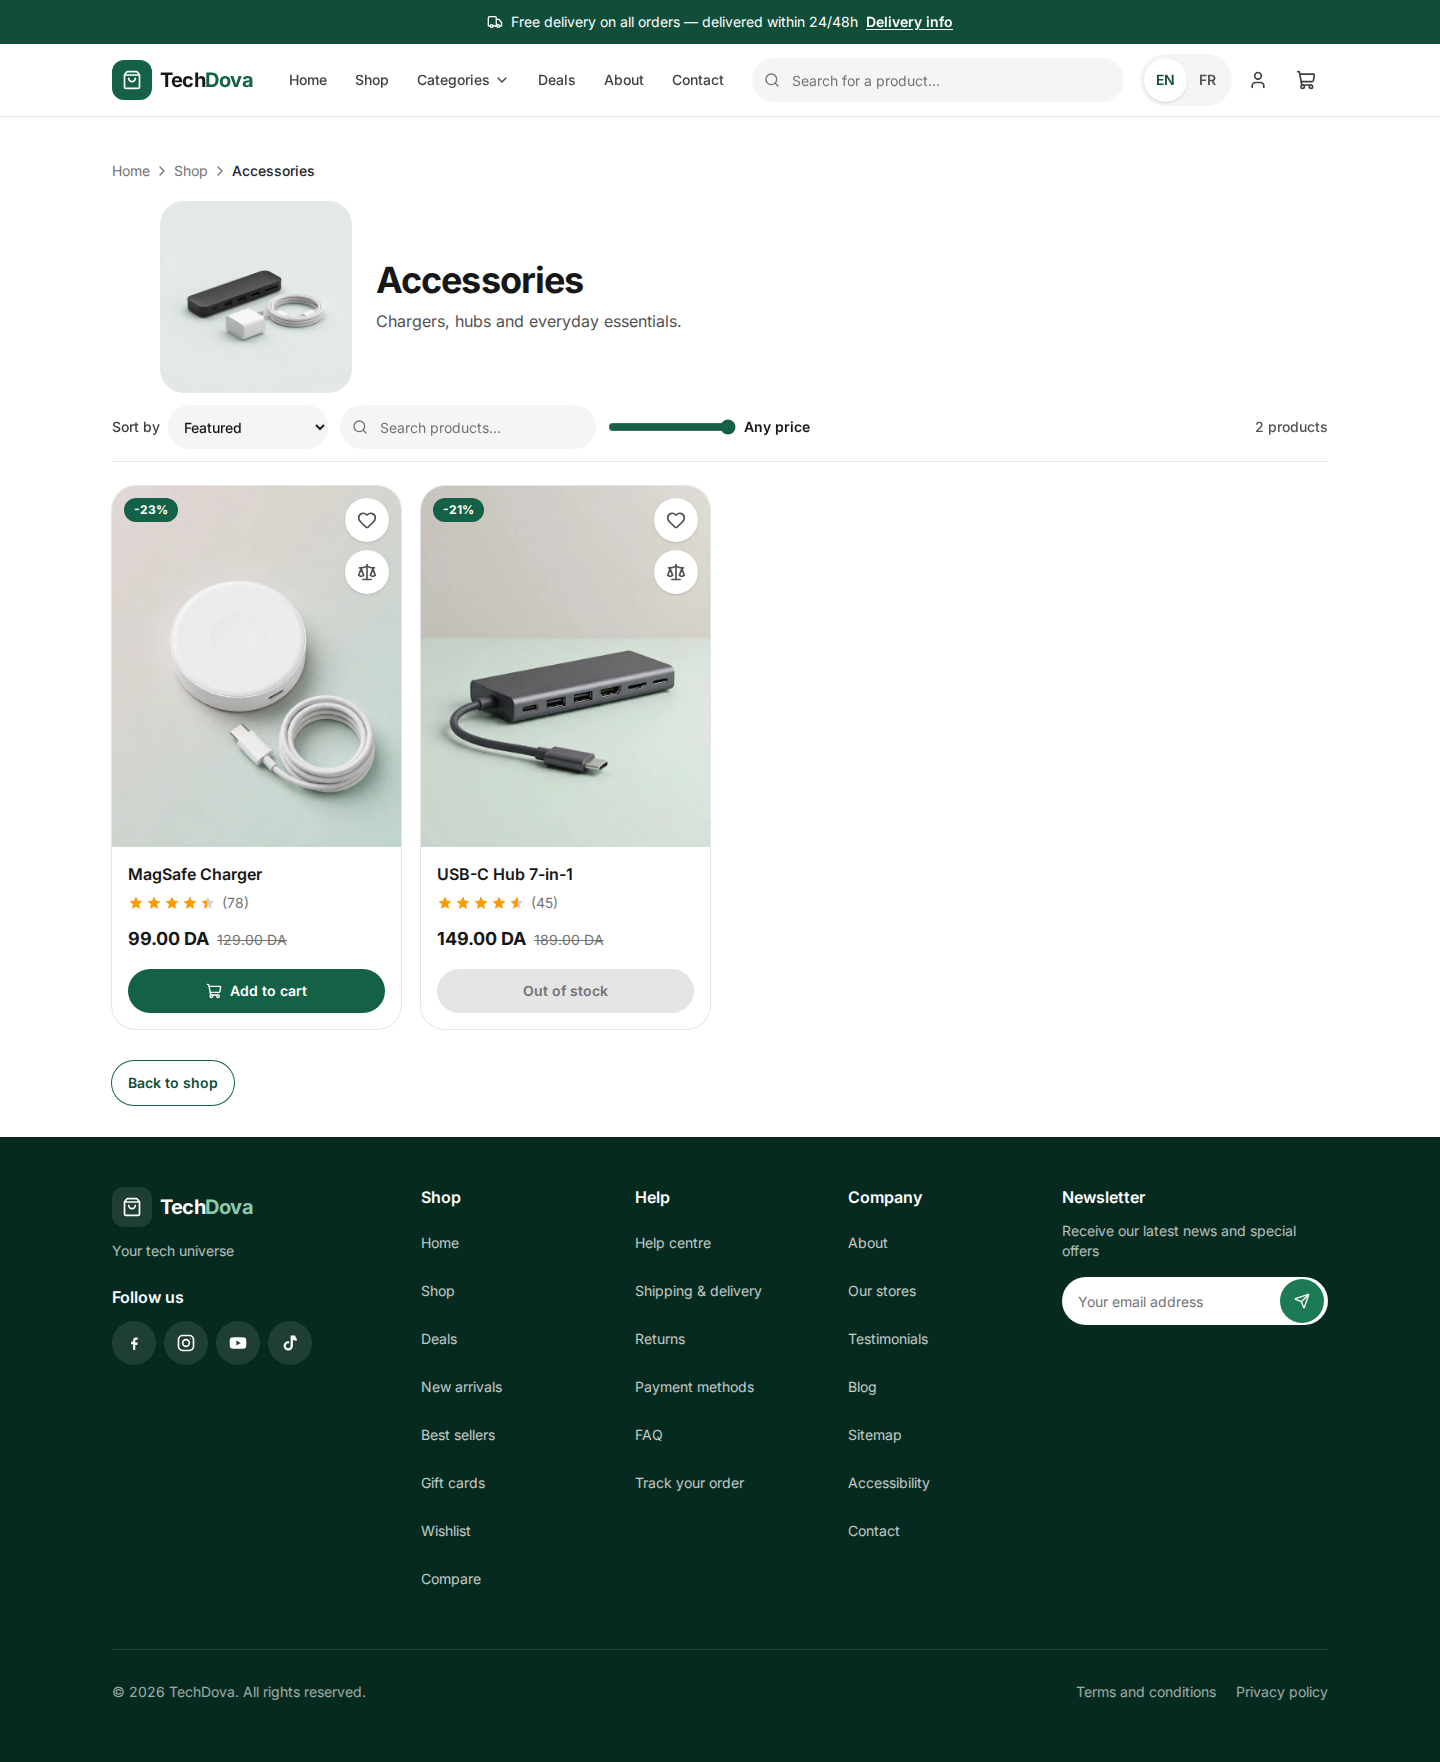 Free delivery on all orders — delivered within 24/48h Delivery info
TechDova Home Shop Categories Deals About Contact Search for a product... EN FR
Home Shop Accessories
Accessories
Chargers, hubs and everyday essentials.
Sort by Featured Search products... Any price 2 products
-23%
-21%
MagSafe Charger
(78)
99.00 DA 129.00 DA
Add to cart
USB-C Hub 7-in-1
(45)
149.00 DA 189.00 DA
Out of stock
Back to shop
TechDova
Your tech universe
Follow us
Shop
Home
Shop
Deals
New arrivals
Best sellers
Gift cards
Wishlist
Compare
Help
Help centre
Shipping & delivery
Returns
Payment methods
FAQ
Track your order
Company
About
Our stores
Testimonials
Blog
Sitemap
Accessibility
Contact
Newsletter
Receive our latest news and special
offers
Your email address
© 2026 TechDova. All rights reserved.
Terms and conditions Privacy policy